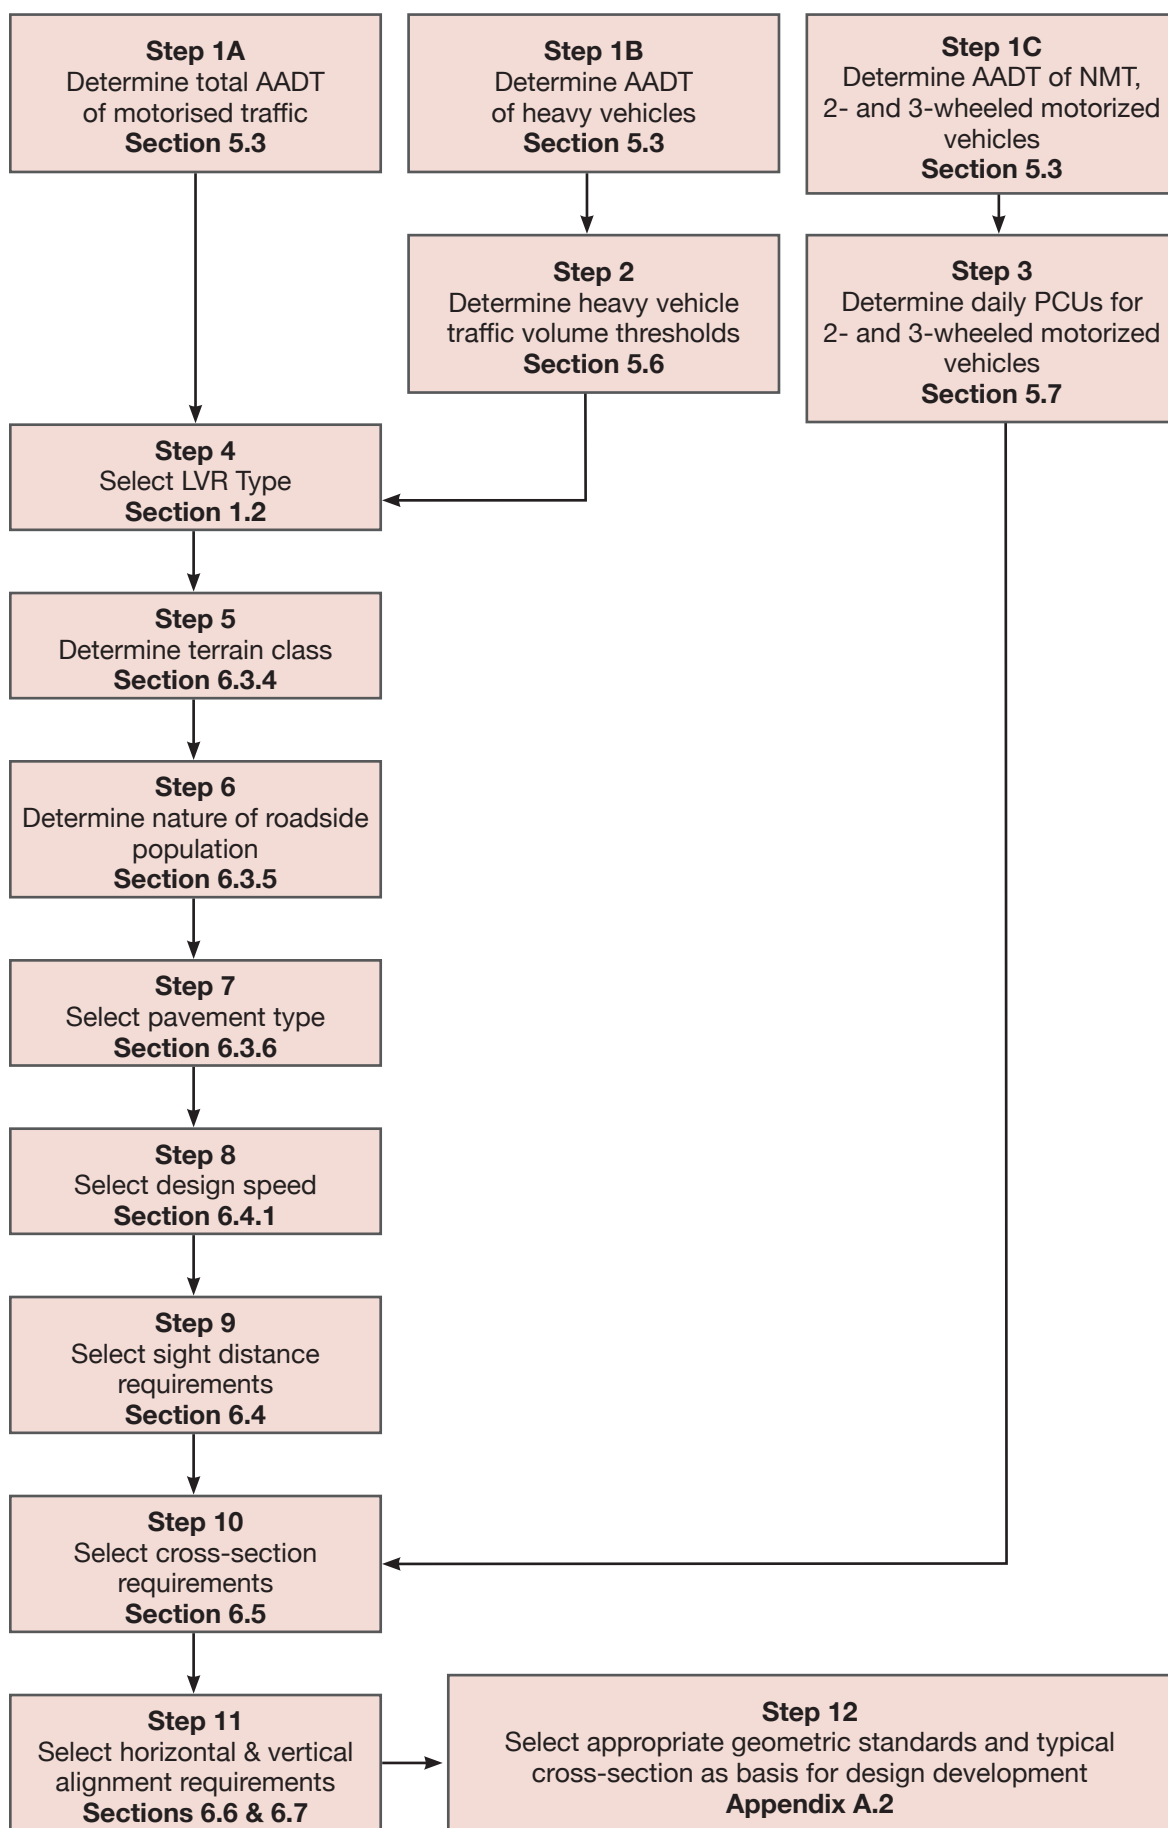 Step 1A
Determine total AADT
of motorised traffic
Section 5.3
Step 1B
Determine AADT
of heavy vehicles
Section 5.3
Step 1C
Determine AADT of NMT,
2- and 3-wheeled motorized
vehicles
Section 5.3
Step 2
Determine heavy vehicle
traffic volume thresholds
Section 5.6
Step 3
Determine daily PCUs for
2- and 3-wheeled motorized
vehicles
Section 5.7
Step 4
Select LVR Type
Section 1.2
Step 5
Determine terrain class
Section 6.3.4
Step 6
Determine nature of roadside
population
Section 6.3.5
Step 7
Select pavement type
Section 6.3.6
Step 8
Select design speed
Section 6.4.1
Step 9
Select sight distance
requirements
Section 6.4
Step 10
Select cross-section
requirements
Section 6.5
Step 11
Select horizontal & vertical
alignment requirements
Sections 6.6 & 6.7
Step 12
Select appropriate geometric standards and typical
cross-section as basis for design development
Appendix A.2